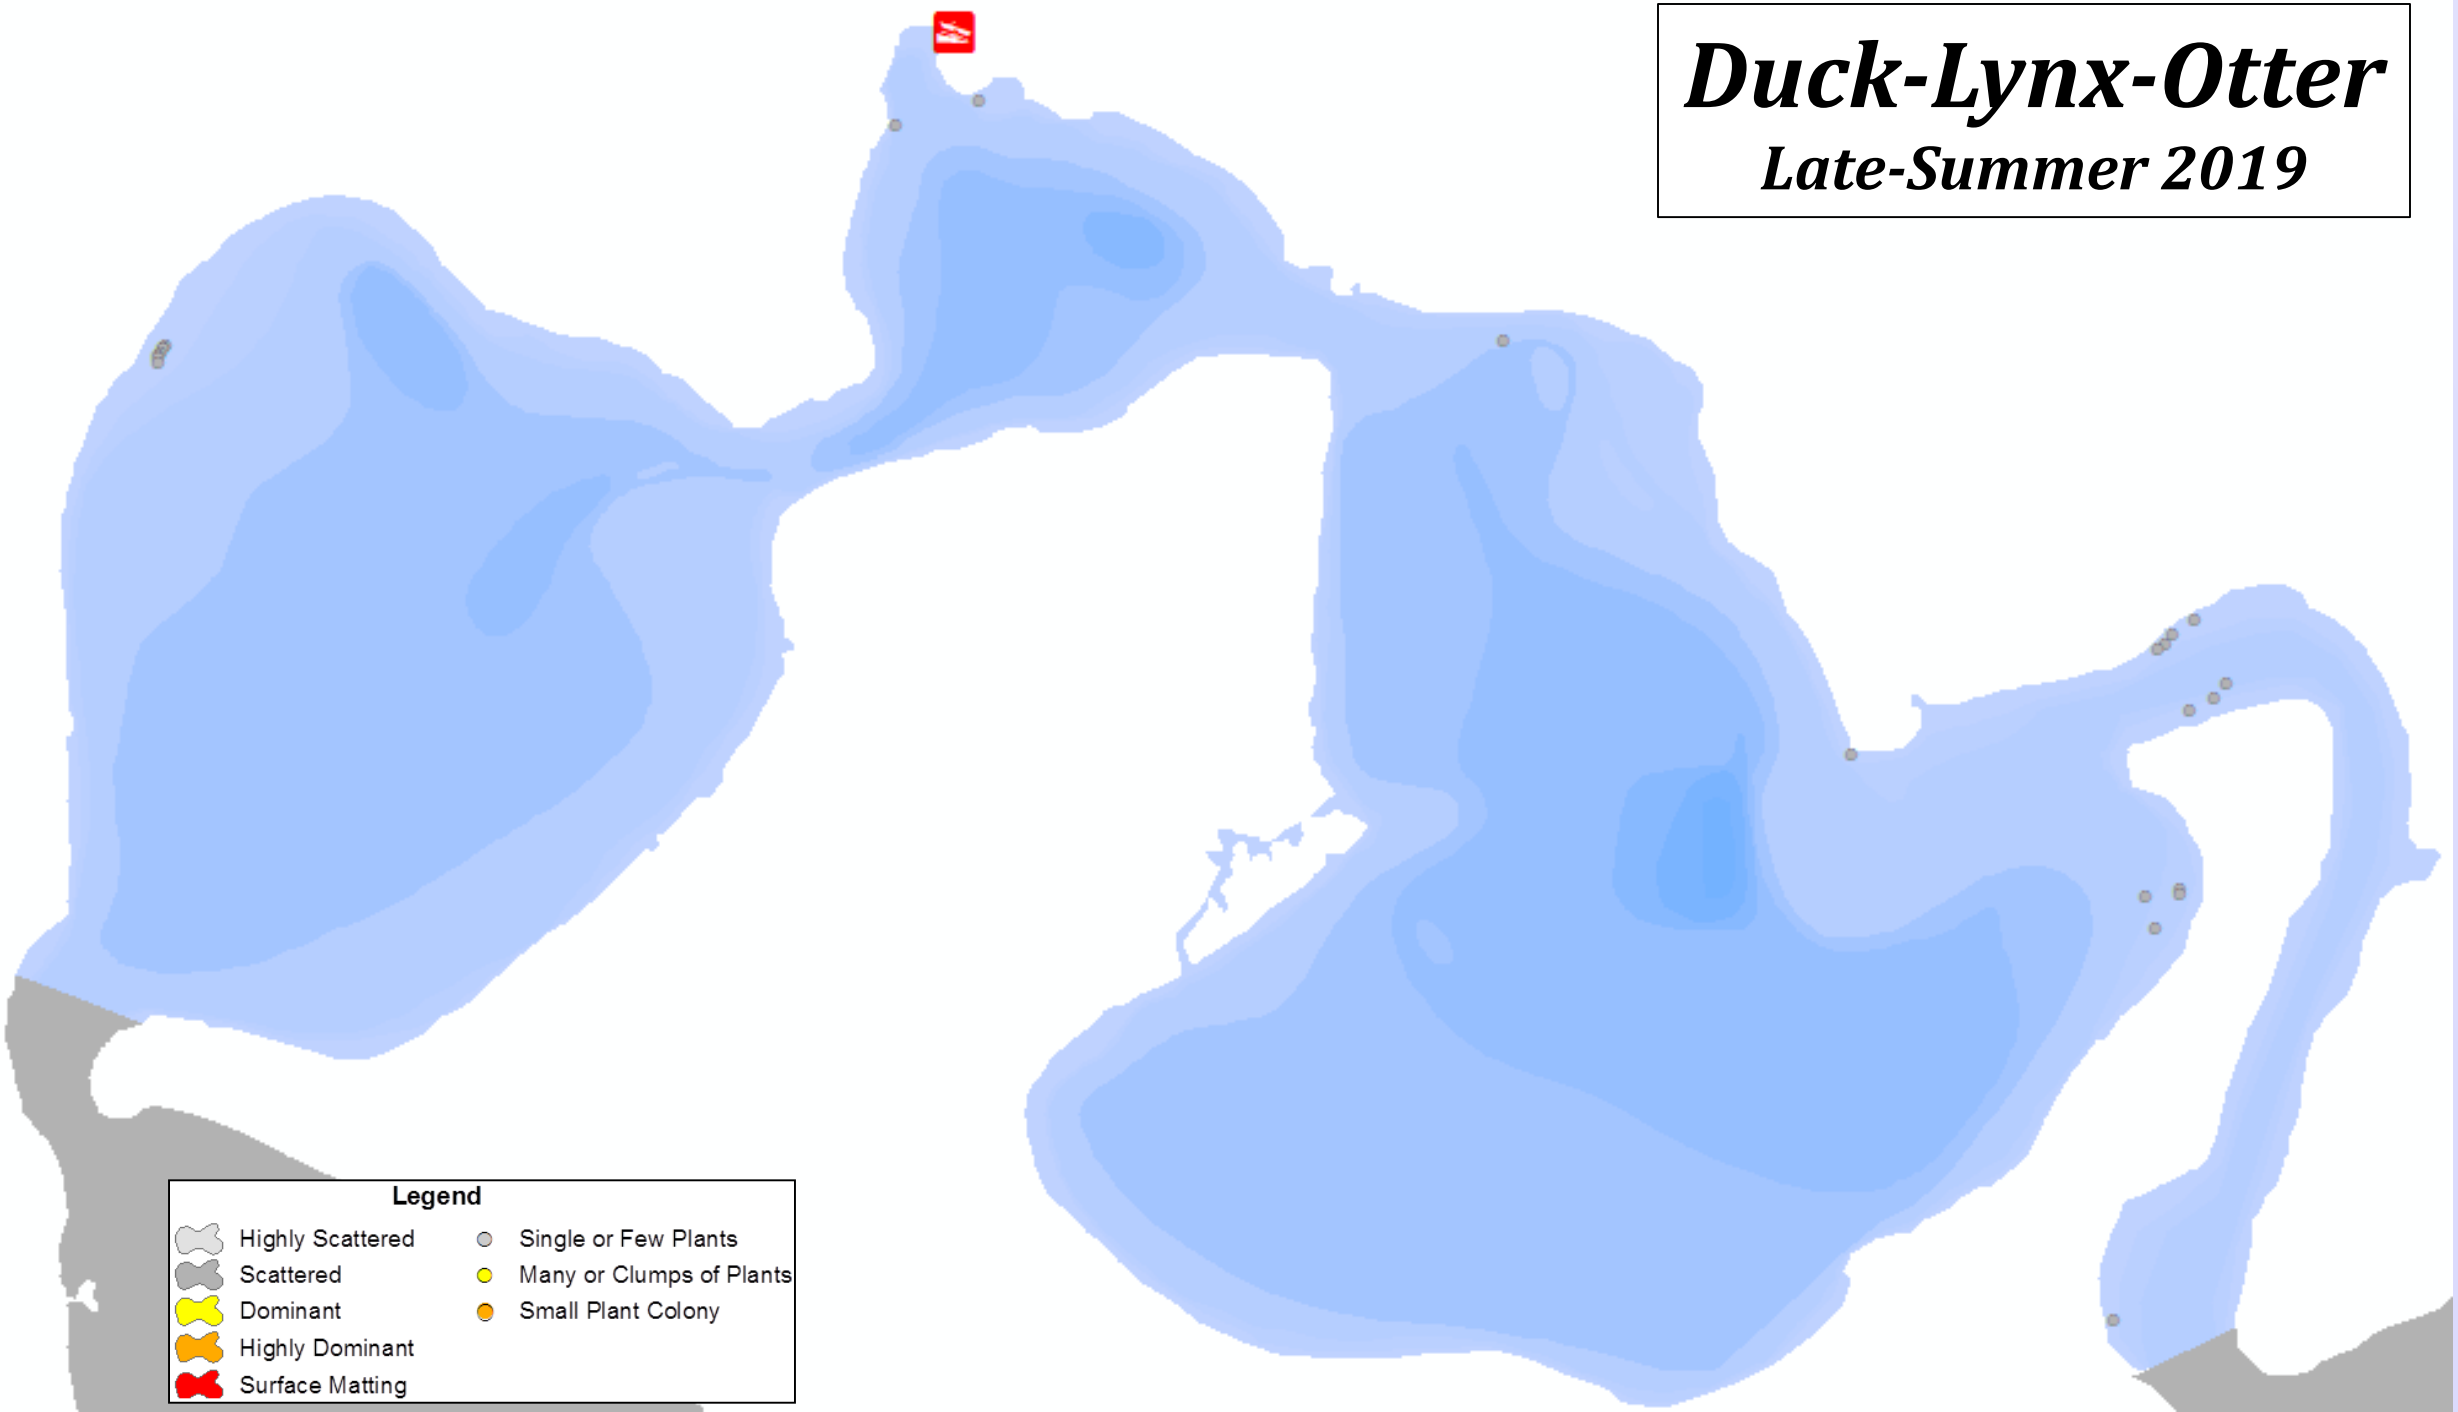 Duck-Lynx-Otter
Late-Summer 2019
Legend
Highly Scattered
Scattered
Dominant
Highly Dominant
Surface Matting
Single or Few Plants
Many or Clumps of Plants
Small Plant Colony